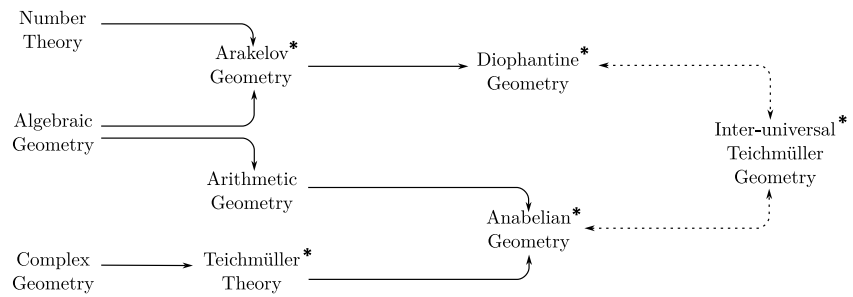 Number
Theory
Arakelov*
Geometry
Diophantine*
Geometry
Algebraic
Geometry
Inter-universal*
Teichmüller
Geometry
Arithmetic
Geometry
Anabelian*
Geometry
Complex
Geometry
Teichmüller*
Theory